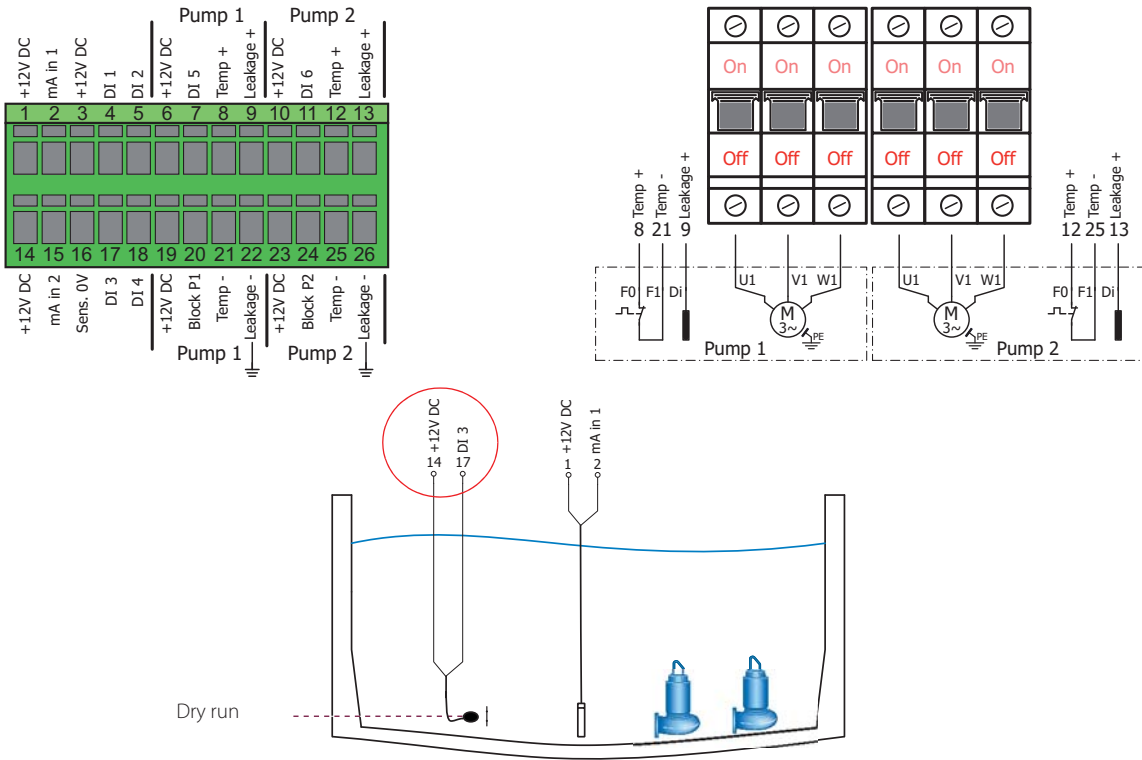 Pump 1 Pump 2
+12V DC mA in 1 +12V DC DI 1 DI 2 +12V DC DI 5 Temp + Leakage + +12V DC DI 6 Temp + Leakage +
1 2 3 4 5 6 7 8 9 10 11 12 13
14 15 16 17 18 19 20 21 22 23 24 25 26
+12V DC mA in 2 Sens. 0V DI 3 DI 4 +12V DC Block P1 Temp - Leakage - +12V DC Block P2 Temp - Leakage -
Pump 1 Pump 2
On On On On On On
Off Off Off Off Off Off
Temp + Temp - Leakage +
8 21 9
Temp + Temp - Leakage +
12 25 13
F0 F1 Di U1 V1 W1
M
3~
PE
Pump 1
U1 V1 W1 F0 F1 Di
M
3~
PE
Pump 2
14 +12V DC
17 DI 3
1 +12V DC
2 mA in 1
Dry run